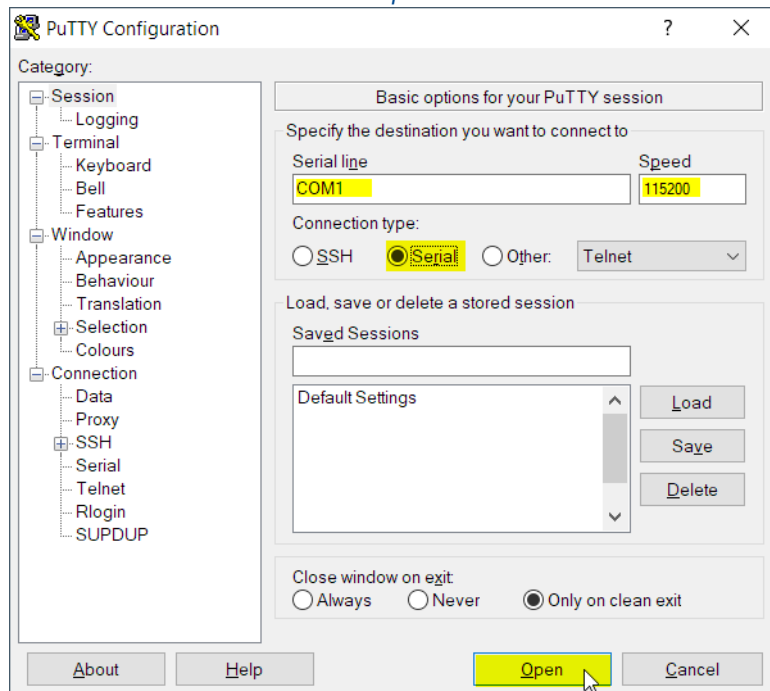 PuTTY Configuration
?
Category:
Session
Logging
Terminal
Keyboard
Bell
Features
Window
Appearance
Behaviour
Translation
Selection
Colours
Connection
Data
Proxy
SSH
Serial
Telnet
Rlogin
SUPDUP
Basic options for your PuTTY session
Specify the destination you want to connect to
Serial line Speed
COM1 115200
Connection type:
SSH Serial Other: Telnet
Load, save or delete a stored session
Saved Sessions
Default Settings
Load
Save
Delete
Close window on exit:
Always Never Only on clean exit
About Help Open Cancel